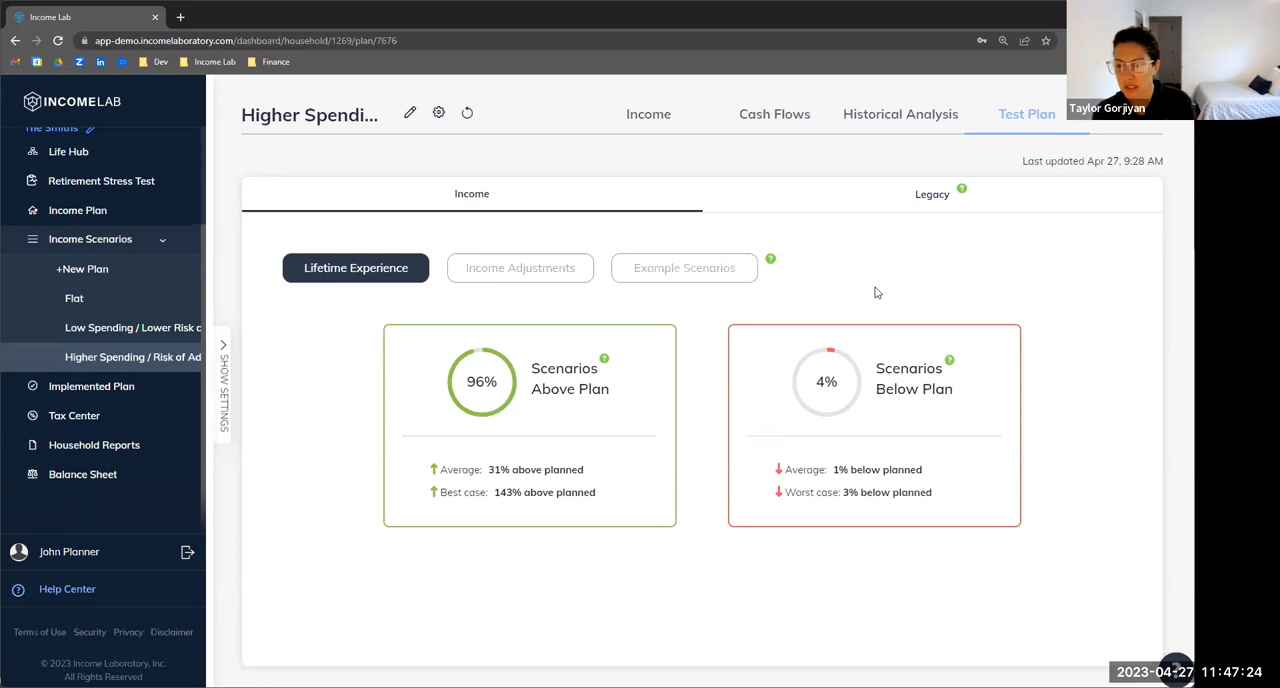 Income Lab
app-demo.incomelaboratory.com/dashboard/household/1269/plan/7676
Dev
Income Lab
Finance
Taylor Gorjiyan
INCOMELAB
The Smiths
Life Hub
Retirement Stress Test
Income Plan
Income Scenarios
+New Plan
Flat
Low Spending / Lower Risk o
Higher Spending / Risk of Ad
Implemented Plan
Tax Center
Household Reports
Balance Sheet
John Planner
Help Center
Terms of Use Security Privacy Disclaimer
© 2023 Income Laboratory, Inc.
All Rights Reserved
SHOW SETTINGS
Higher Spendi...
Income
Cash Flows
Historical Analysis
Test Plan
Last updated Apr 27, 9:28 AM
Income
Legacy ?
Lifetime Experience
Income Adjustments
Example Scenarios ?
96%
Scenarios ?
Above Plan
Average: 31% above planned
Best case: 143% above planned
4%
Scenarios ?
Below Plan
Average: 1% below planned
Worst case: 3% below planned
2023-04-27 11:47:24